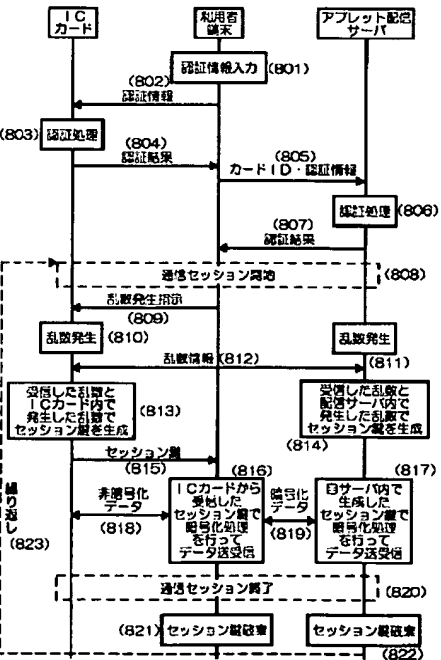 ＩＣ
カード
利用者
端末
アプレット配信
サーバ
認証情報入力 (801)
(802)
認証情報
(803) 認証処理
(804)
認証結果
(805)
カードＩＤ・認証情報
認証処理 (806)
(807)
認証結果
通信セッション開始 (808)
乱数発生指示
(809)
乱数発生 (810)
乱数発生
(811)
乱数情報 (812)
受信した乱数と
ＩＣカード内で
発生した乱数で
セッション鍵を生成
(813)
受信した乱数と
配信サーバ内で
発生した乱数で
セッション鍵を生成
(814)
セッション鍵
(815)
(816)
ＩＣカードから
受信した
セッション鍵で
暗号化処理
を行って
データ送受信
(817)
サーバ内で
生成した
セッション鍵で
暗号化処理
を行って
データ送受信
非暗号化
データ
(818)
暗号化
データ
(819)
繰り返し
(823)
通信セッション終了 (820)
(821) セッション鍵破棄
セッション鍵破棄
(822)